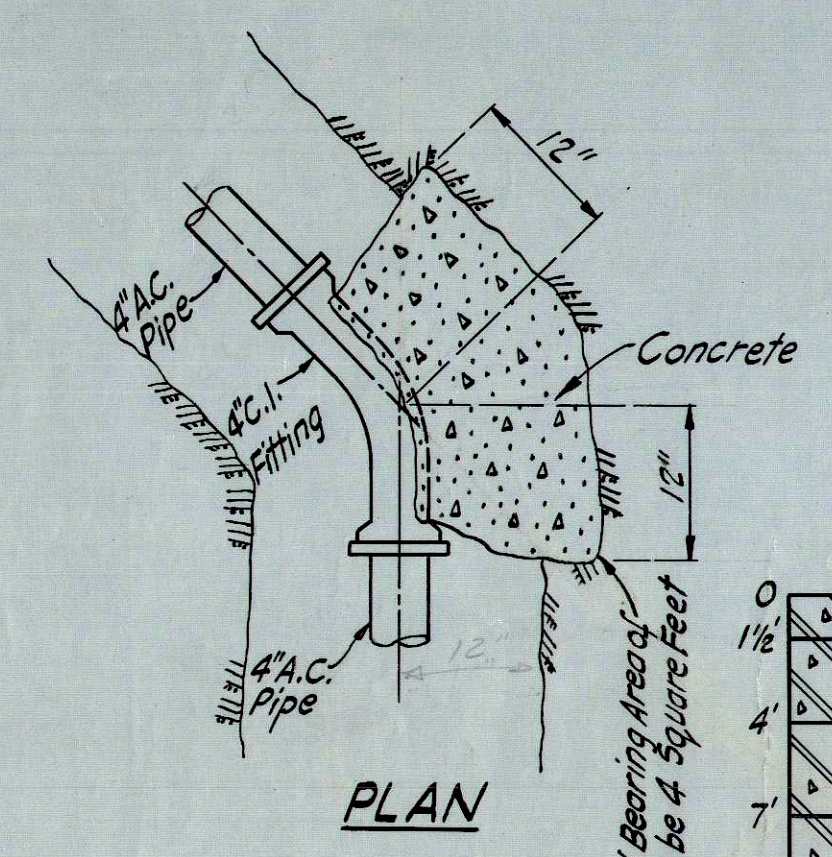 12"
4" A.C.
Pipe
Concrete
4" C.I.
Fitting
12"
4" A.C.
Pipe
12"
Bearing Area of
be 4 Square Feet
PLAN
0
1½'
4'
7'